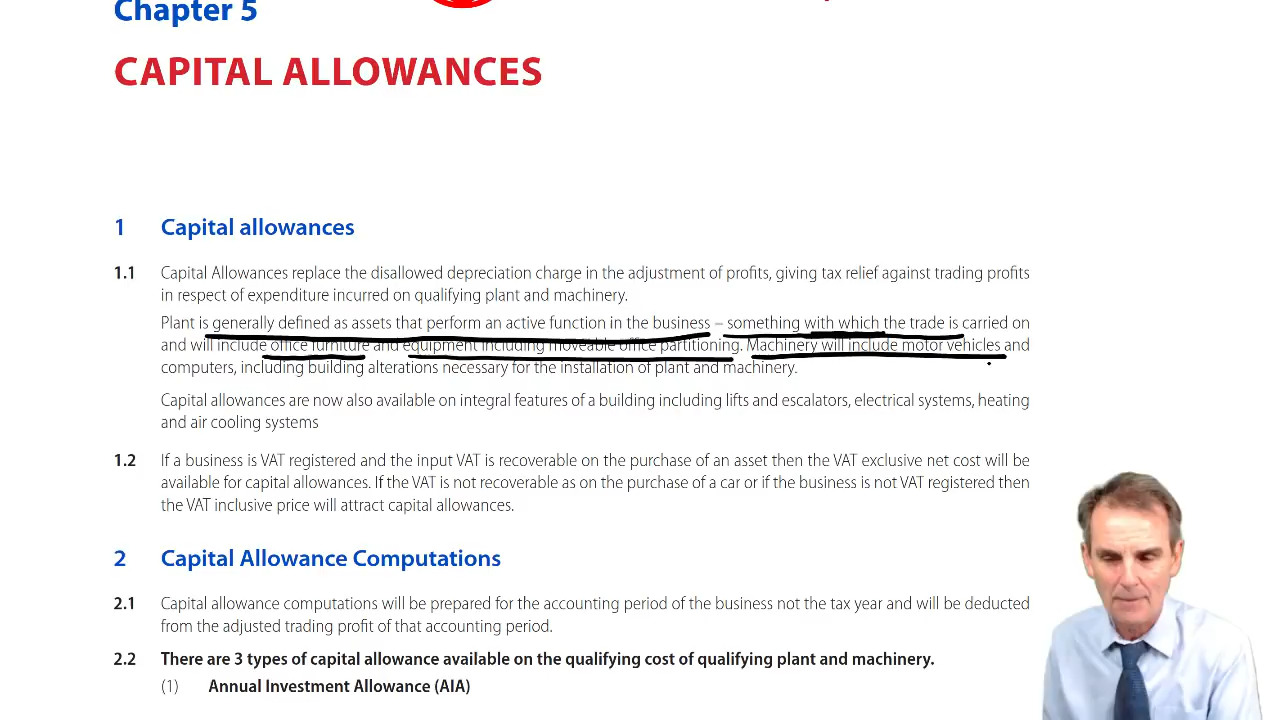 Chapter 5
CAPITAL ALLOWANCES
1 Capital allowances
1.1 Capital Allowances replace the disallowed depreciation charge in the adjustment of profits, giving tax relief against trading profits
in respect of expenditure incurred on qualifying plant and machinery.
Plant is generally defined as assets that perform an active function in the business – something with which the trade is carried on
and will include office furniture and equipment including moveable office partitioning. Machinery will include motor vehicles and
computers, including building alterations necessary for the installation of plant and machinery.
Capital allowances are now also available on integral features of a building including lifts and escalators, electrical systems, heating
and air cooling systems
1.2 If a business is VAT registered and the input VAT is recoverable on the purchase of an asset then the VAT exclusive net cost will be
available for capital allowances. If the VAT is not recoverable as on the purchase of a car or if the business is not VAT registered then
the VAT inclusive price will attract capital allowances.
2 Capital Allowance Computations
2.1 Capital allowance computations will be prepared for the accounting period of the business not the tax year and will be deducted
from the adjusted trading profit of that accounting period.
2.2 There are 3 types of capital allowance available on the qualifying cost of qualifying plant and machinery.
(1) Annual Investment Allowance (AIA)